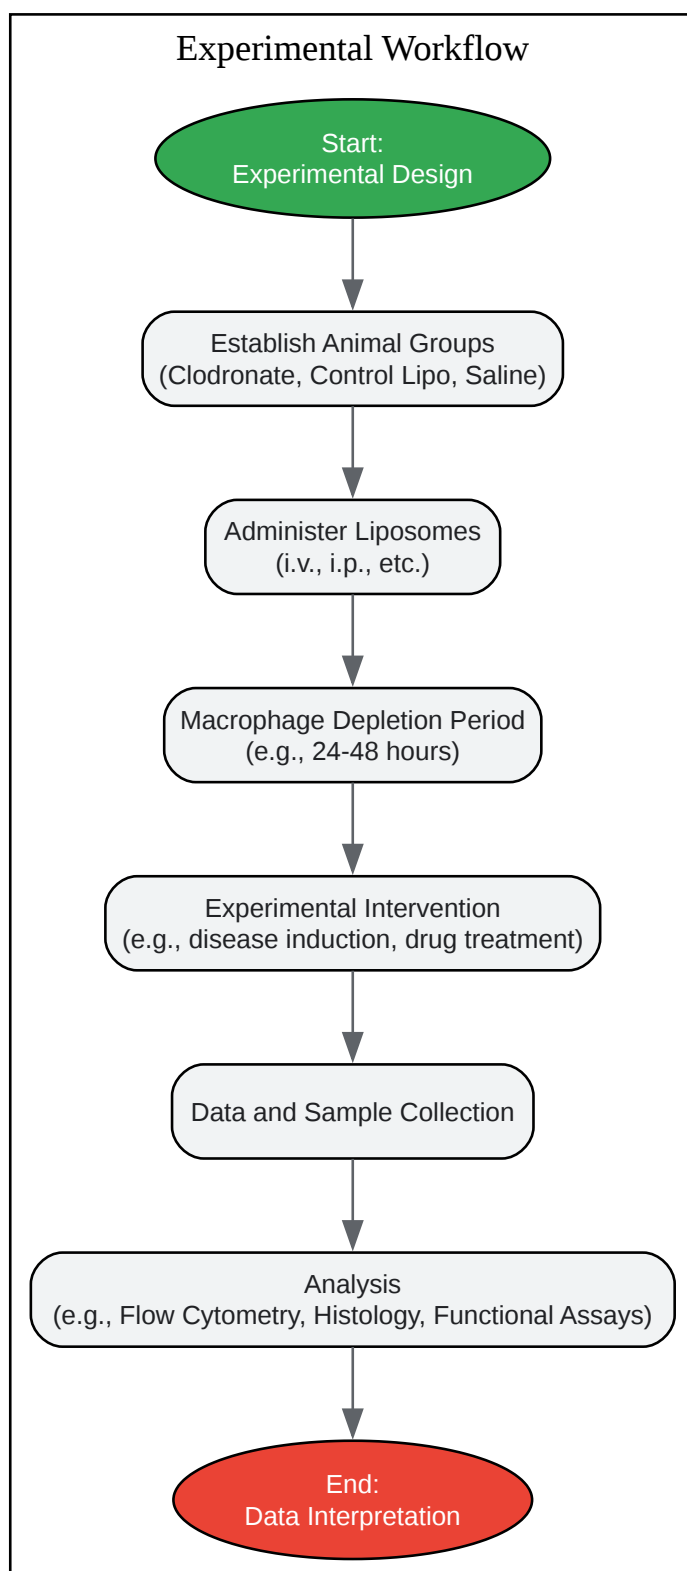 Experimental Workflow
Start:
Experimental Design
Establish Animal Groups
(Clodronate, Control Lipo, Saline)
Administer Liposomes
(i.v., i.p., etc.)
Macrophage Depletion Period
(e.g., 24-48 hours)
Experimental Intervention
(e.g., disease induction, drug treatment)
Data and Sample Collection
Analysis
(e.g., Flow Cytometry, Histology, Functional Assays)
End:
Data Interpretation